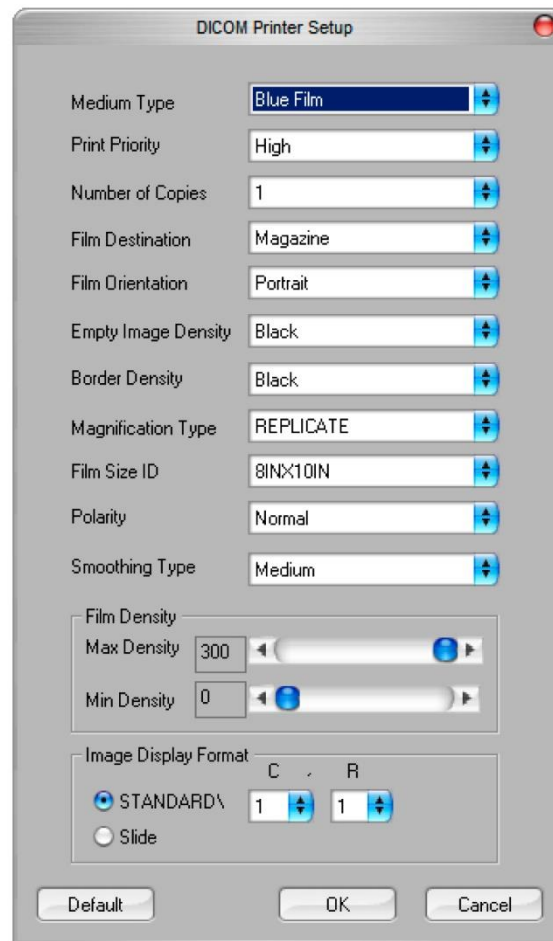 DICOM Printer Setup
Medium Type Blue Film
Print Priority High
Number of Copies 1
Film Destination Magazine
Film Orientation Portrait
Empty Image Density Black
Border Density Black
Magnification Type REPLICATE
Film Size ID 8INX10IN
Polarity Normal
Smoothing Type Medium
Film Density
Max Density 300
Min Density 0
Image Display Format
C , R
STANDARD\ 1 1
Slide
Default OK Cancel